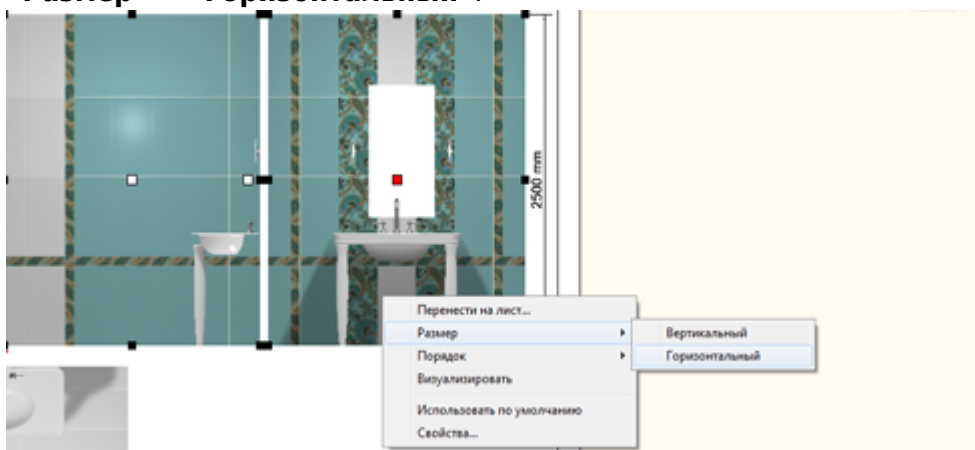 Размер Горизонтальный
2500 mm
Перенести на лист...
Размер
Вертикальный
Порядок
Горизонтальный
Визуализировать
Использовать по умолчанию
Свойства...